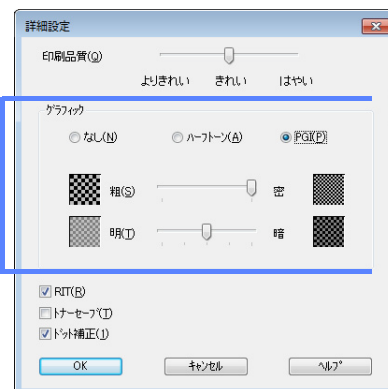 詳細設定
印刷品質(Q)
よりきれい きれい はやい
グラフィック
なし(N) ハーフトーン(A) PGI(P)
粗(S) 密
明(T) 暗
RIT(R)
トナーセーブ(T)
ドット補正(1)
OK キャンセル ヘルプ